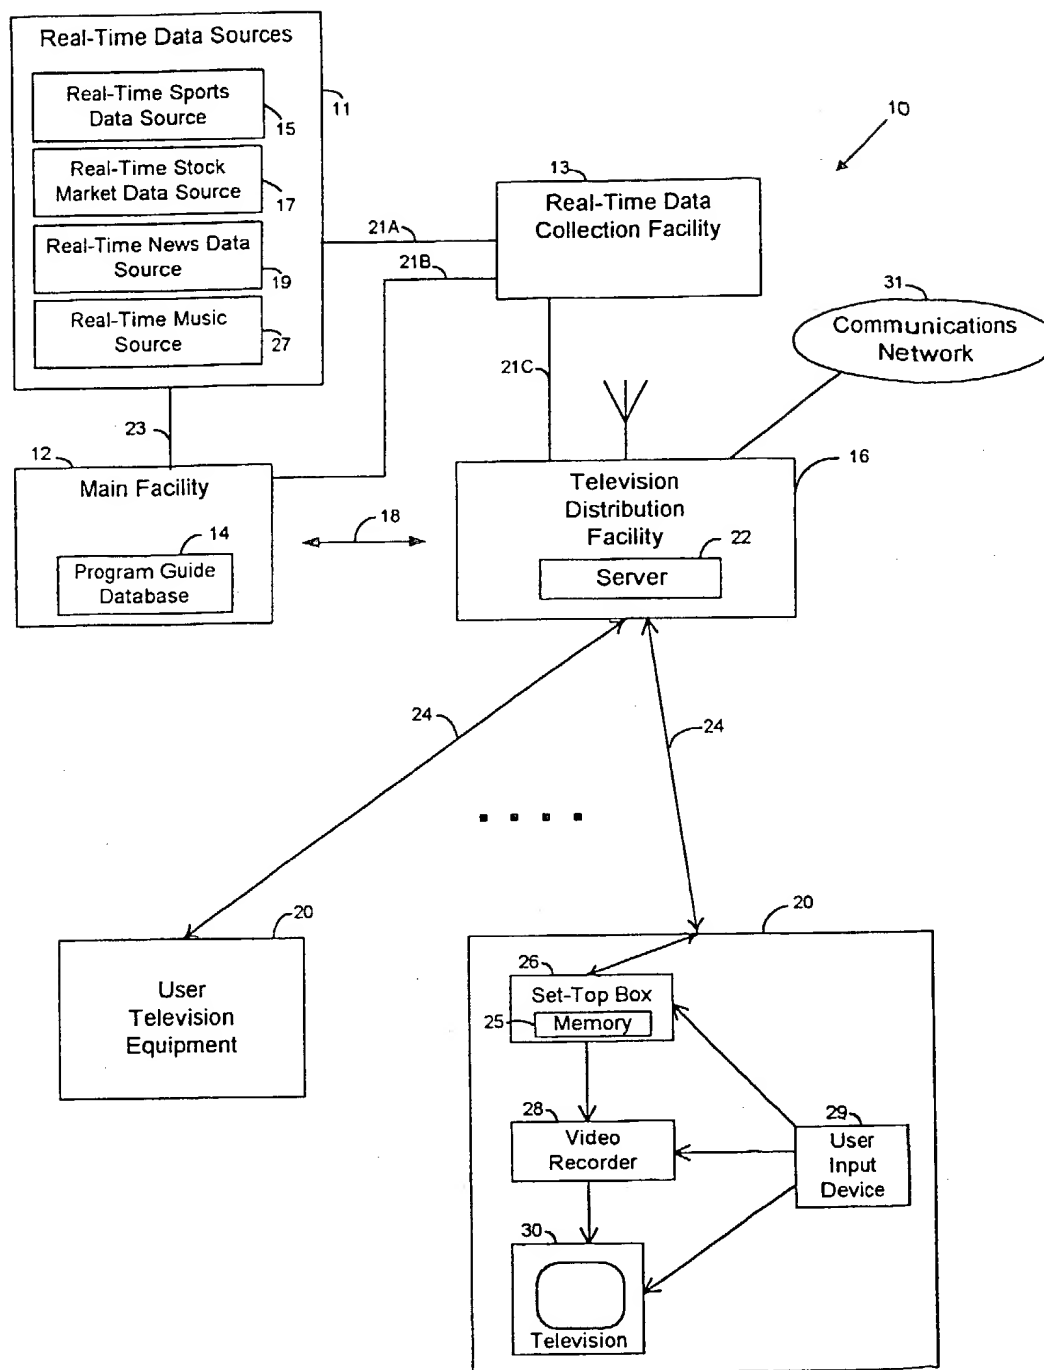 Real-Time Data Sources
Real-Time Sports
Data Source
15
Real-Time Stock
Market Data Source
17
Real-Time News Data
Source
19
Real-Time Music
Source
27
11
10
13
Real-Time Data
Collection Facility
21A
21B
21C
31
Communications
Network
23
12
Main Facility
14
Program Guide
Database
18
16
Television
Distribution
Facility
22
Server
24
24
20
User
Television
Equipment
20
26
Set-Top Box
25
Memory
28
Video
Recorder
29
User
Input
Device
30
Television